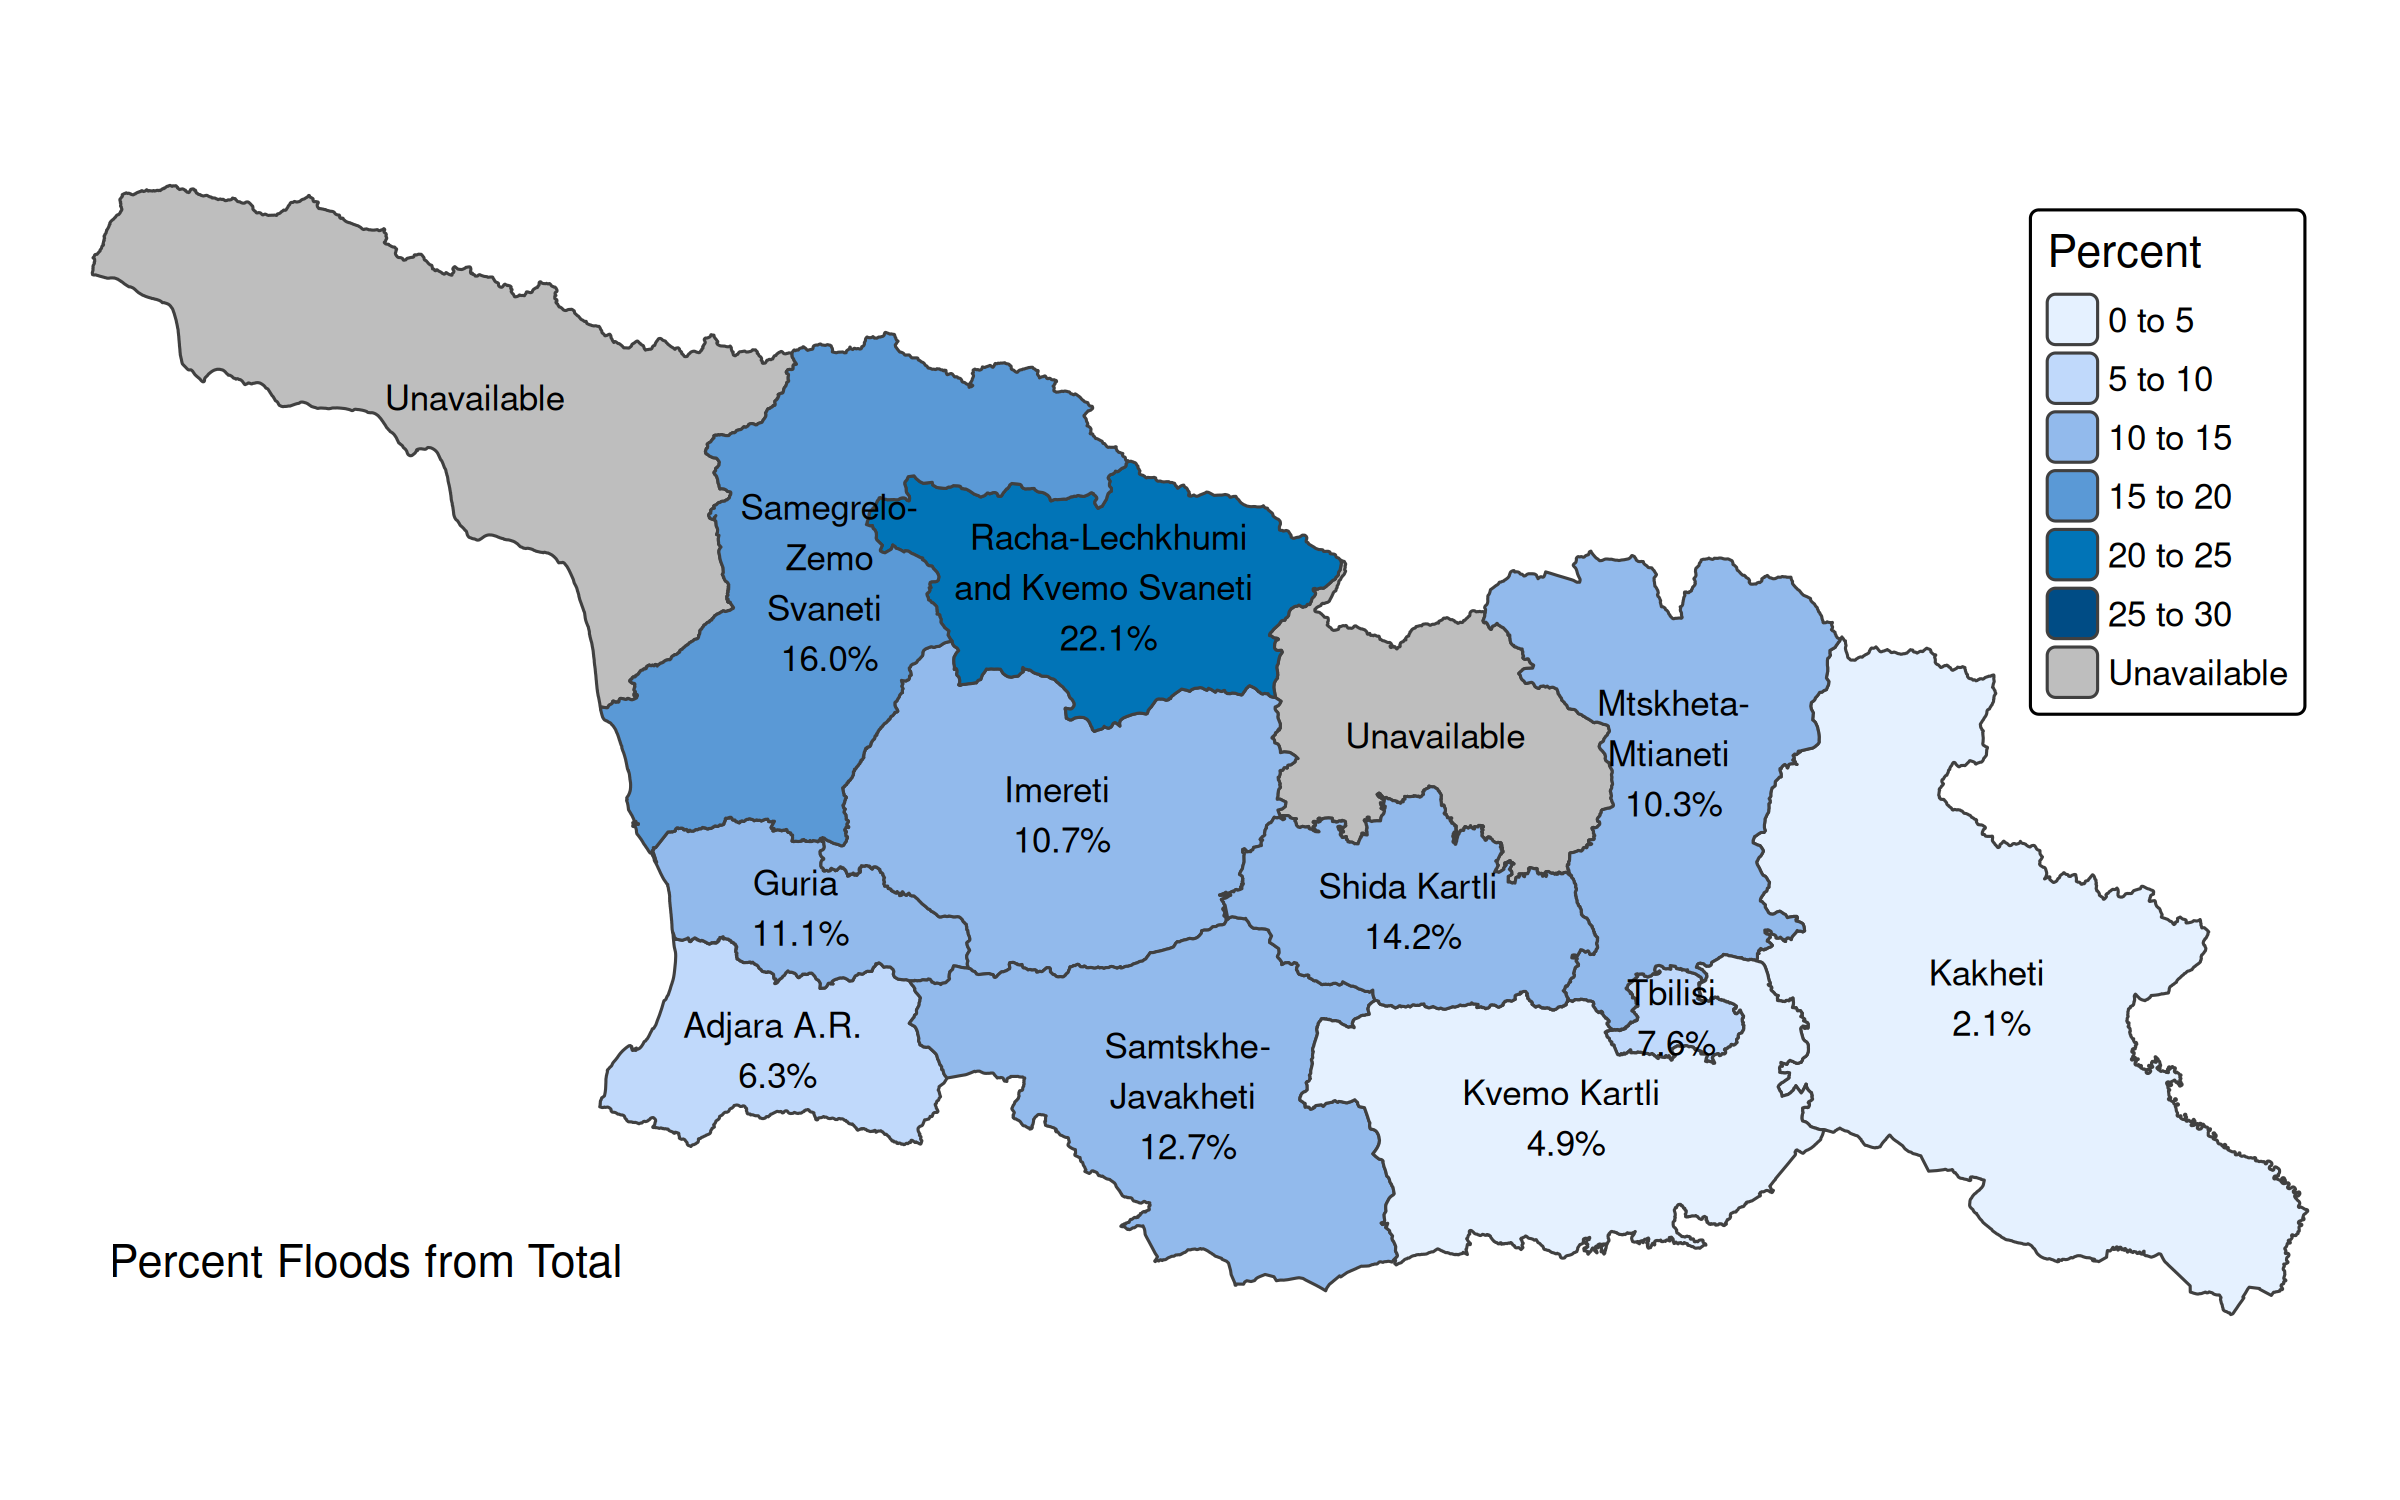 Unavailable
Samegrelo-
Zemo
Svaneti
16.0%
Racha-Lechkhumi
and Kvemo Svaneti
22.1%
Unavailable
Mtskheta-
Mtianeti
10.3%
Imereti
10.7%
Guria
11.1%
Shida Kartli
14.2%
Adjara A.R.
6.3%
Samtskhe-
Javakheti
12.7%
Tbilisi
7.6%
Kvemo Kartli
4.9%
Kakheti
2.1%
Percent
0 to 5
5 to 10
10 to 15
15 to 20
20 to 25
25 to 30
Unavailable
Percent Floods from Total